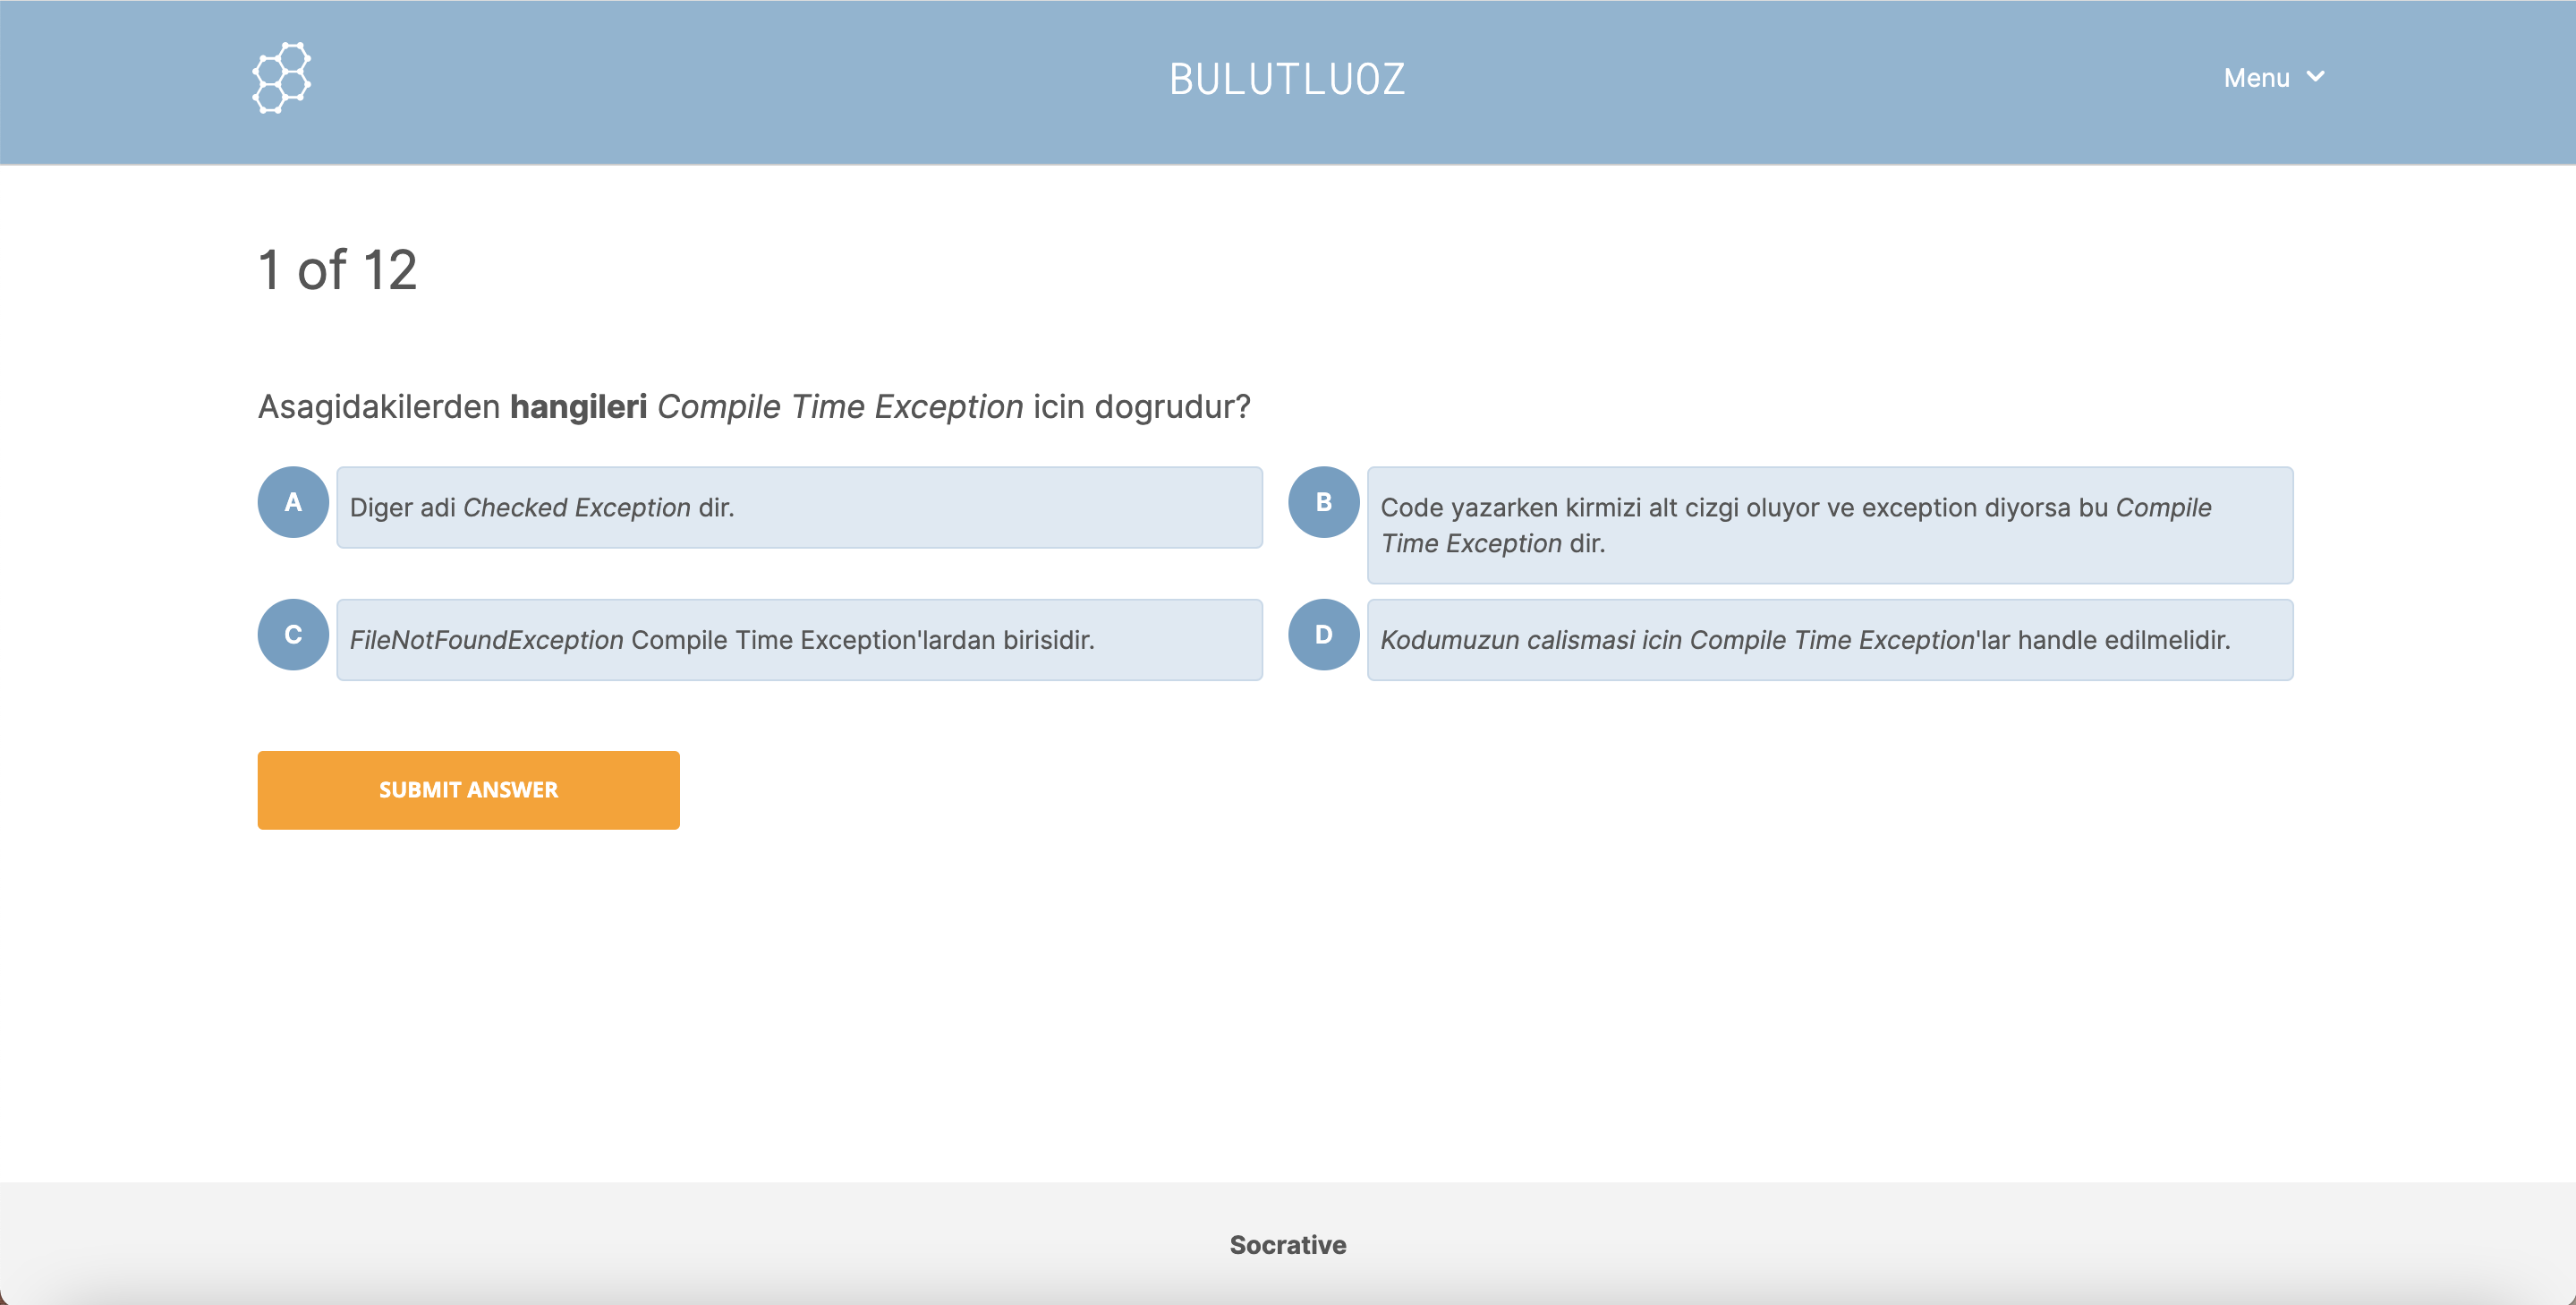 BULUTLUOZ
Menu
1 of 12
Asagidakilerden hangileri Compile Time Exception icin dogrudur?
A
Diger adi Checked Exception dir.
B
Code yazarken kirmizi alt cizgi oluyor ve exception diyorsa bu Compile
Time Exception dir.
C
FileNotFoundException Compile Time Exception'lardan birisidir.
D
Kodumuzun calismasi icin Compile Time Exception'lar handle edilmelidir.
SUBMIT ANSWER
Socrative